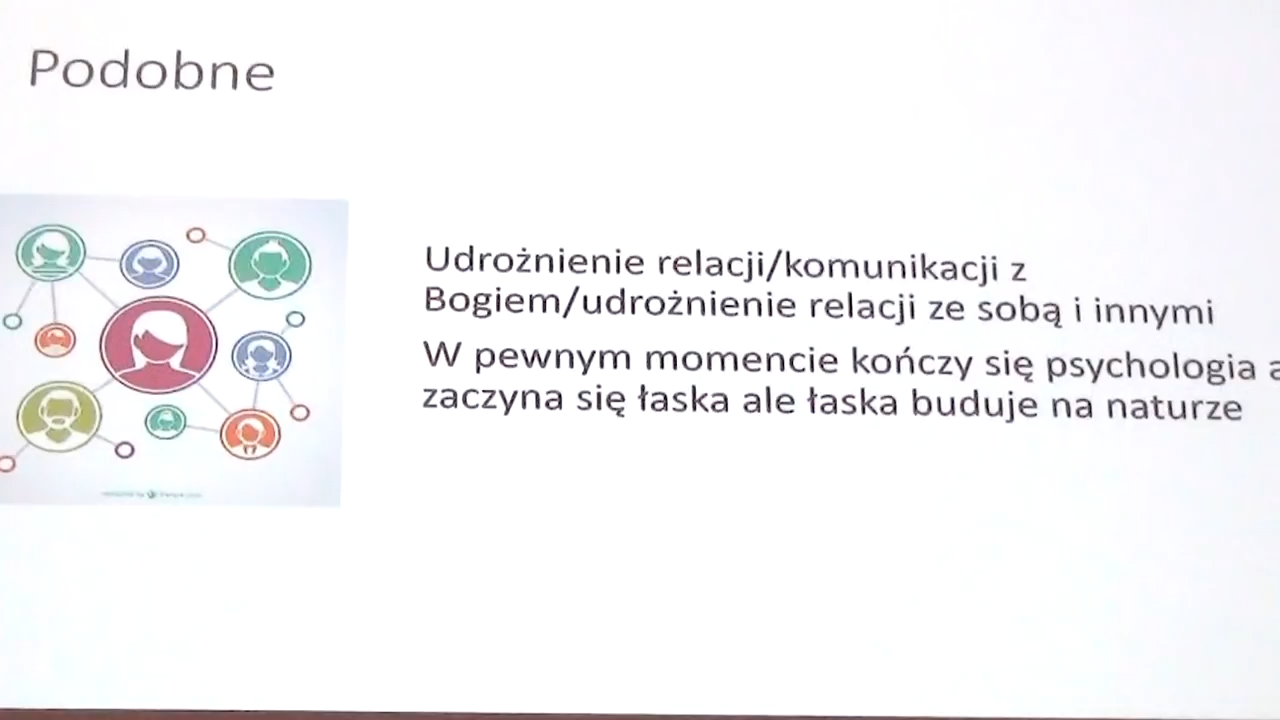 Podobne
Udrożnienie relacji/komunikacji z
Bogiem/udrożnienie relacji ze sobą i innymi
W pewnym momencie kończy się psychologia a
zaczyna się łaska ale łaska buduje na naturze